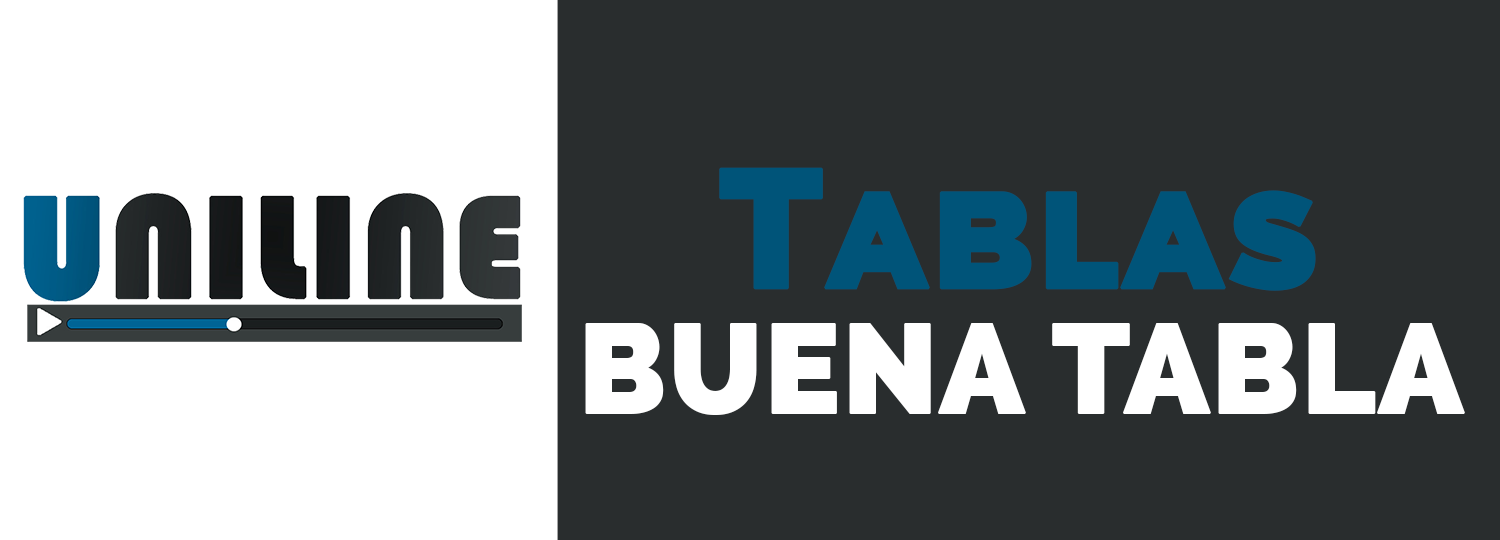 UNILINE
TABLAS
BUENA TABLA